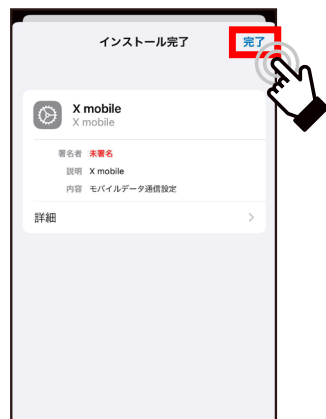 インストール完了
完了
X mobile
X mobile
署名者 未署名
説明 X mobile
内容 モバイルデータ通信設定
詳細